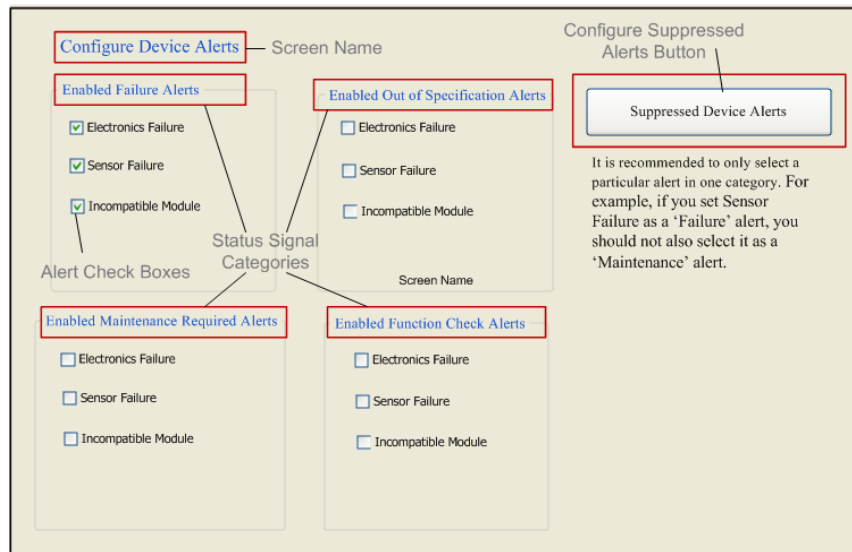 Configure Device Alerts
Screen Name
Configure Suppressed
Alerts Button
Enabled Failure Alerts
Electronics Failure
Sensor Failure
Incompatible Module
Alert Check Boxes
Status Signal
Categories
Enabled Out of Specification Alerts
Electronics Failure
Sensor Failure
Incompatible Module
Screen Name
Suppressed Device Alerts
It is recommended to only select a
particular alert in one category. For
example, if you set Sensor
Failure as a ‘Failure’ alert, you
should not also select it as a
‘Maintenance’ alert.
Enabled Maintenance Required Alerts
Electronics Failure
Sensor Failure
Incompatible Module
Enabled Function Check Alerts
Electronics Failure
Sensor Failure
Incompatible Module